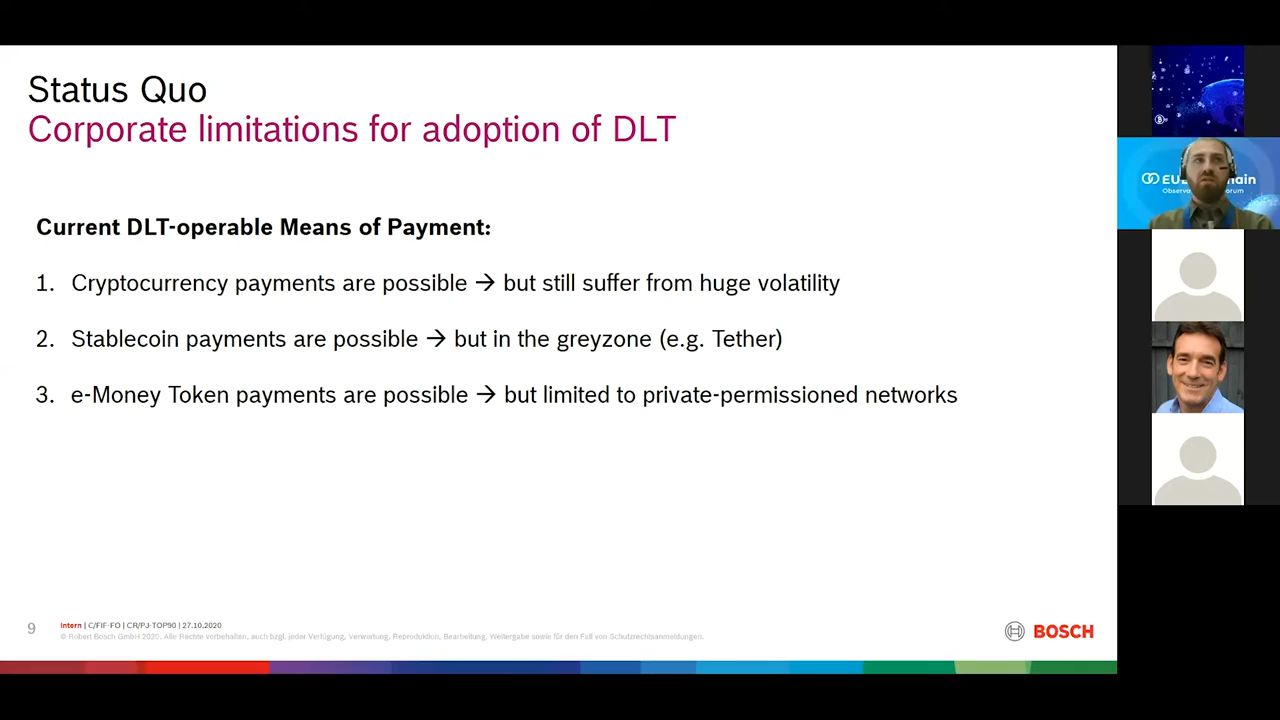 Status Quo
Corporate limitations for adoption of DLT
Current DLT-operable Means of Payment:
1. Cryptocurrency payments are possible → but still suffer from huge volatility
2. Stablecoin payments are possible → but in the greyzone (e.g. Tether)
3. e-Money Token payments are possible → but limited to private-permissioned networks
9
Intern | C/FIF-FO | CR/PJ-TOP90 | 27.10.2020
© Robert Bosch GmbH 2020. Alle Rechte vorbehalten, auch bzgl. jeder Verfügung, Verwertung, Reproduktion, Bearbeitung, Weitergabe sowie für den Fall von Schutzrechtsanmeldungen.
BOSCH